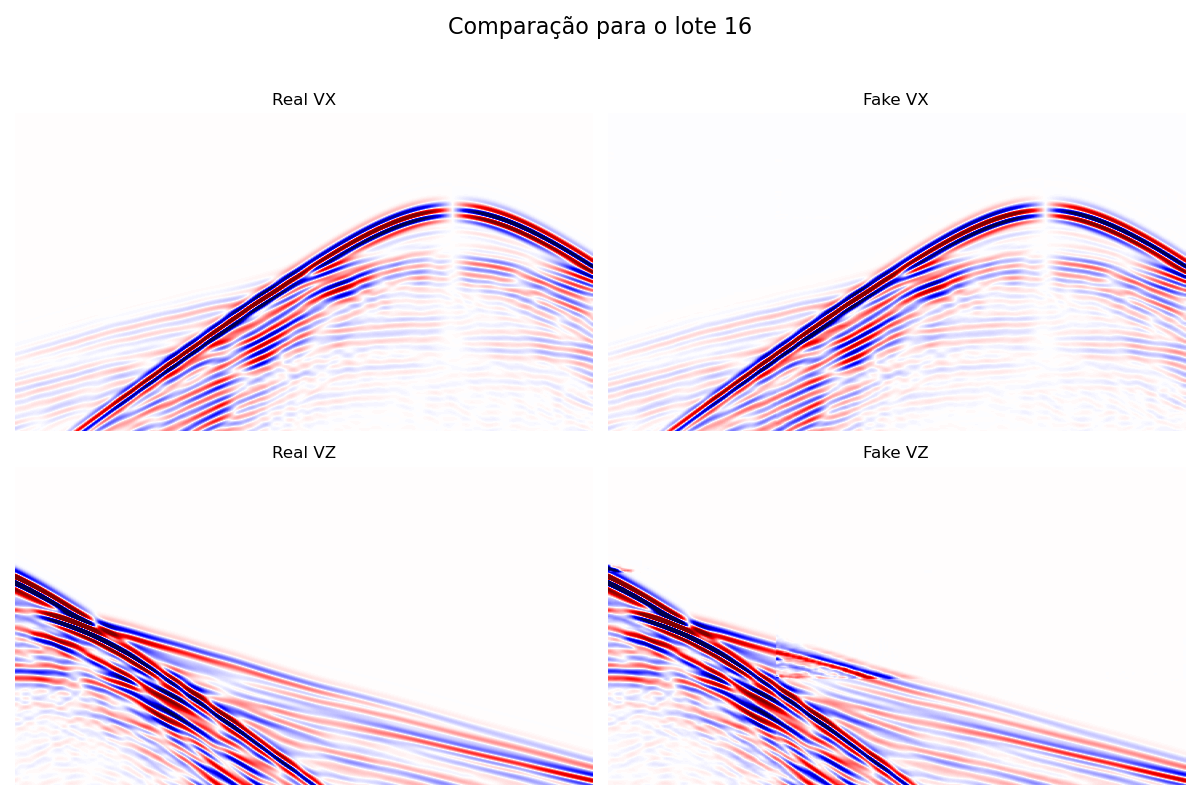 Comparação para o lote 16
Real VX
Fake VX
Real VZ
Fake VZ